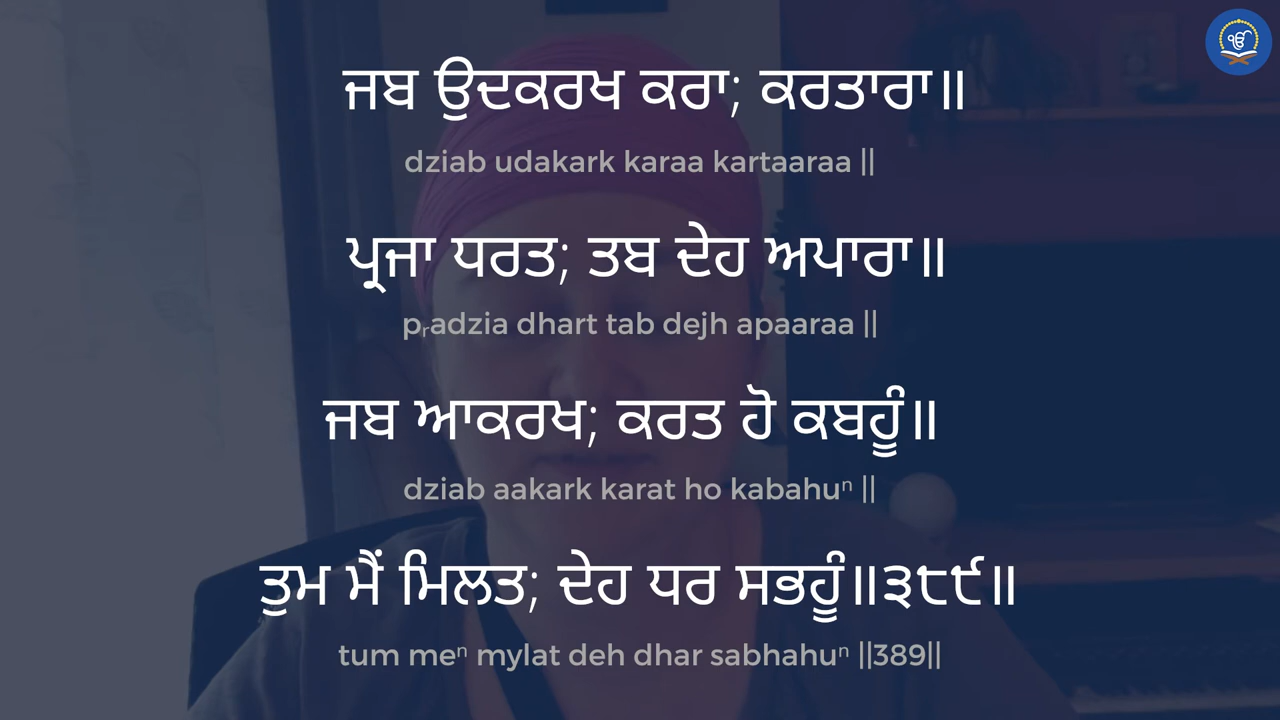 ਜਬ ਉਦਕਰਖ ਕਰਾ; ਕਰਤਾਰਾ॥
dziab udakark karaa kartaaraa ||
ਪ੍ਰਜਾ ਧਰਤ; ਤਬ ਦੇਹ ਅਪਾਰਾ॥
pᵣadzia dhart tab dejh apaaraa ||
ਜਬ ਆਕਰਖ; ਕਰਤ ਹੋ ਕਬਹੂੰ॥
dziab aakark karat ho kabahuⁿ ||
ਤੁਮ ਮੈਂ ਮਿਲਤ; ਦੇਹ ਧਰ ਸਭਹੂੰ॥੩੮੯॥
tum meⁿ mylat deh dhar sabhahuⁿ ||389||